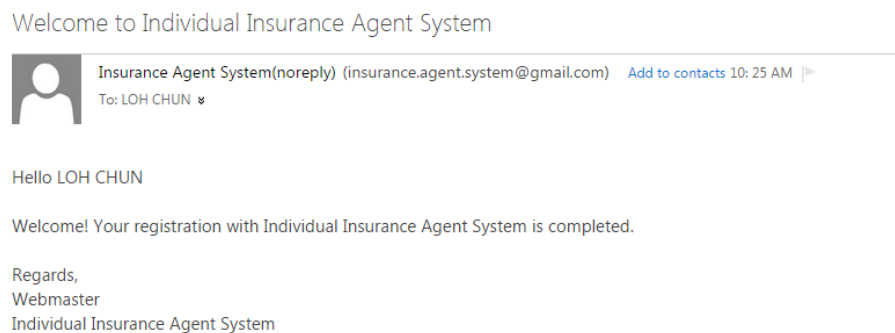 Welcome to Individual Insurance Agent System
Insurance Agent System(noreply) (insurance.agent.system@gmail.com) Add to contacts 10: 25 AM
To: LOH CHUN
Hello LOH CHUN
Welcome! Your registration with Individual Insurance Agent System is completed.
Regards,
Webmaster
Individual Insurance Agent System